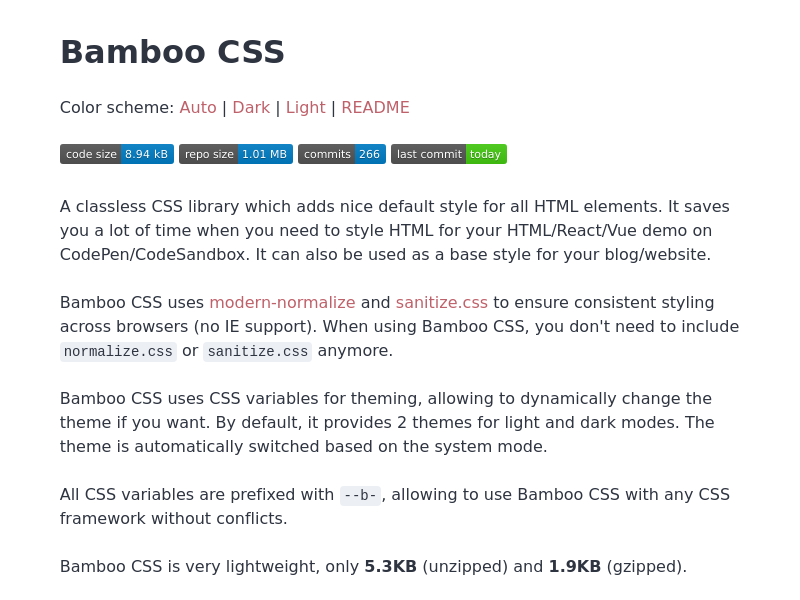 Bamboo CSS
Color scheme: Auto | Dark | Light | README
code size 8.94 kB repo size 1.01 MB commits 266 last commit today
A classless CSS library which adds nice default style for all HTML elements. It saves
you a lot of time when you need to style HTML for your HTML/React/Vue demo on
CodePen/CodeSandbox. It can also be used as a base style for your blog/website.
Bamboo CSS uses modern-normalize and sanitize.css to ensure consistent styling
across browsers (no IE support). When using Bamboo CSS, you don't need to include
normalize.css or sanitize.css anymore.
Bamboo CSS uses CSS variables for theming, allowing to dynamically change the
theme if you want. By default, it provides 2 themes for light and dark modes. The
theme is automatically switched based on the system mode.
All CSS variables are prefixed with --b-, allowing to use Bamboo CSS with any CSS
framework without conflicts.
Bamboo CSS is very lightweight, only 5.3KB (unzipped) and 1.9KB (gzipped).